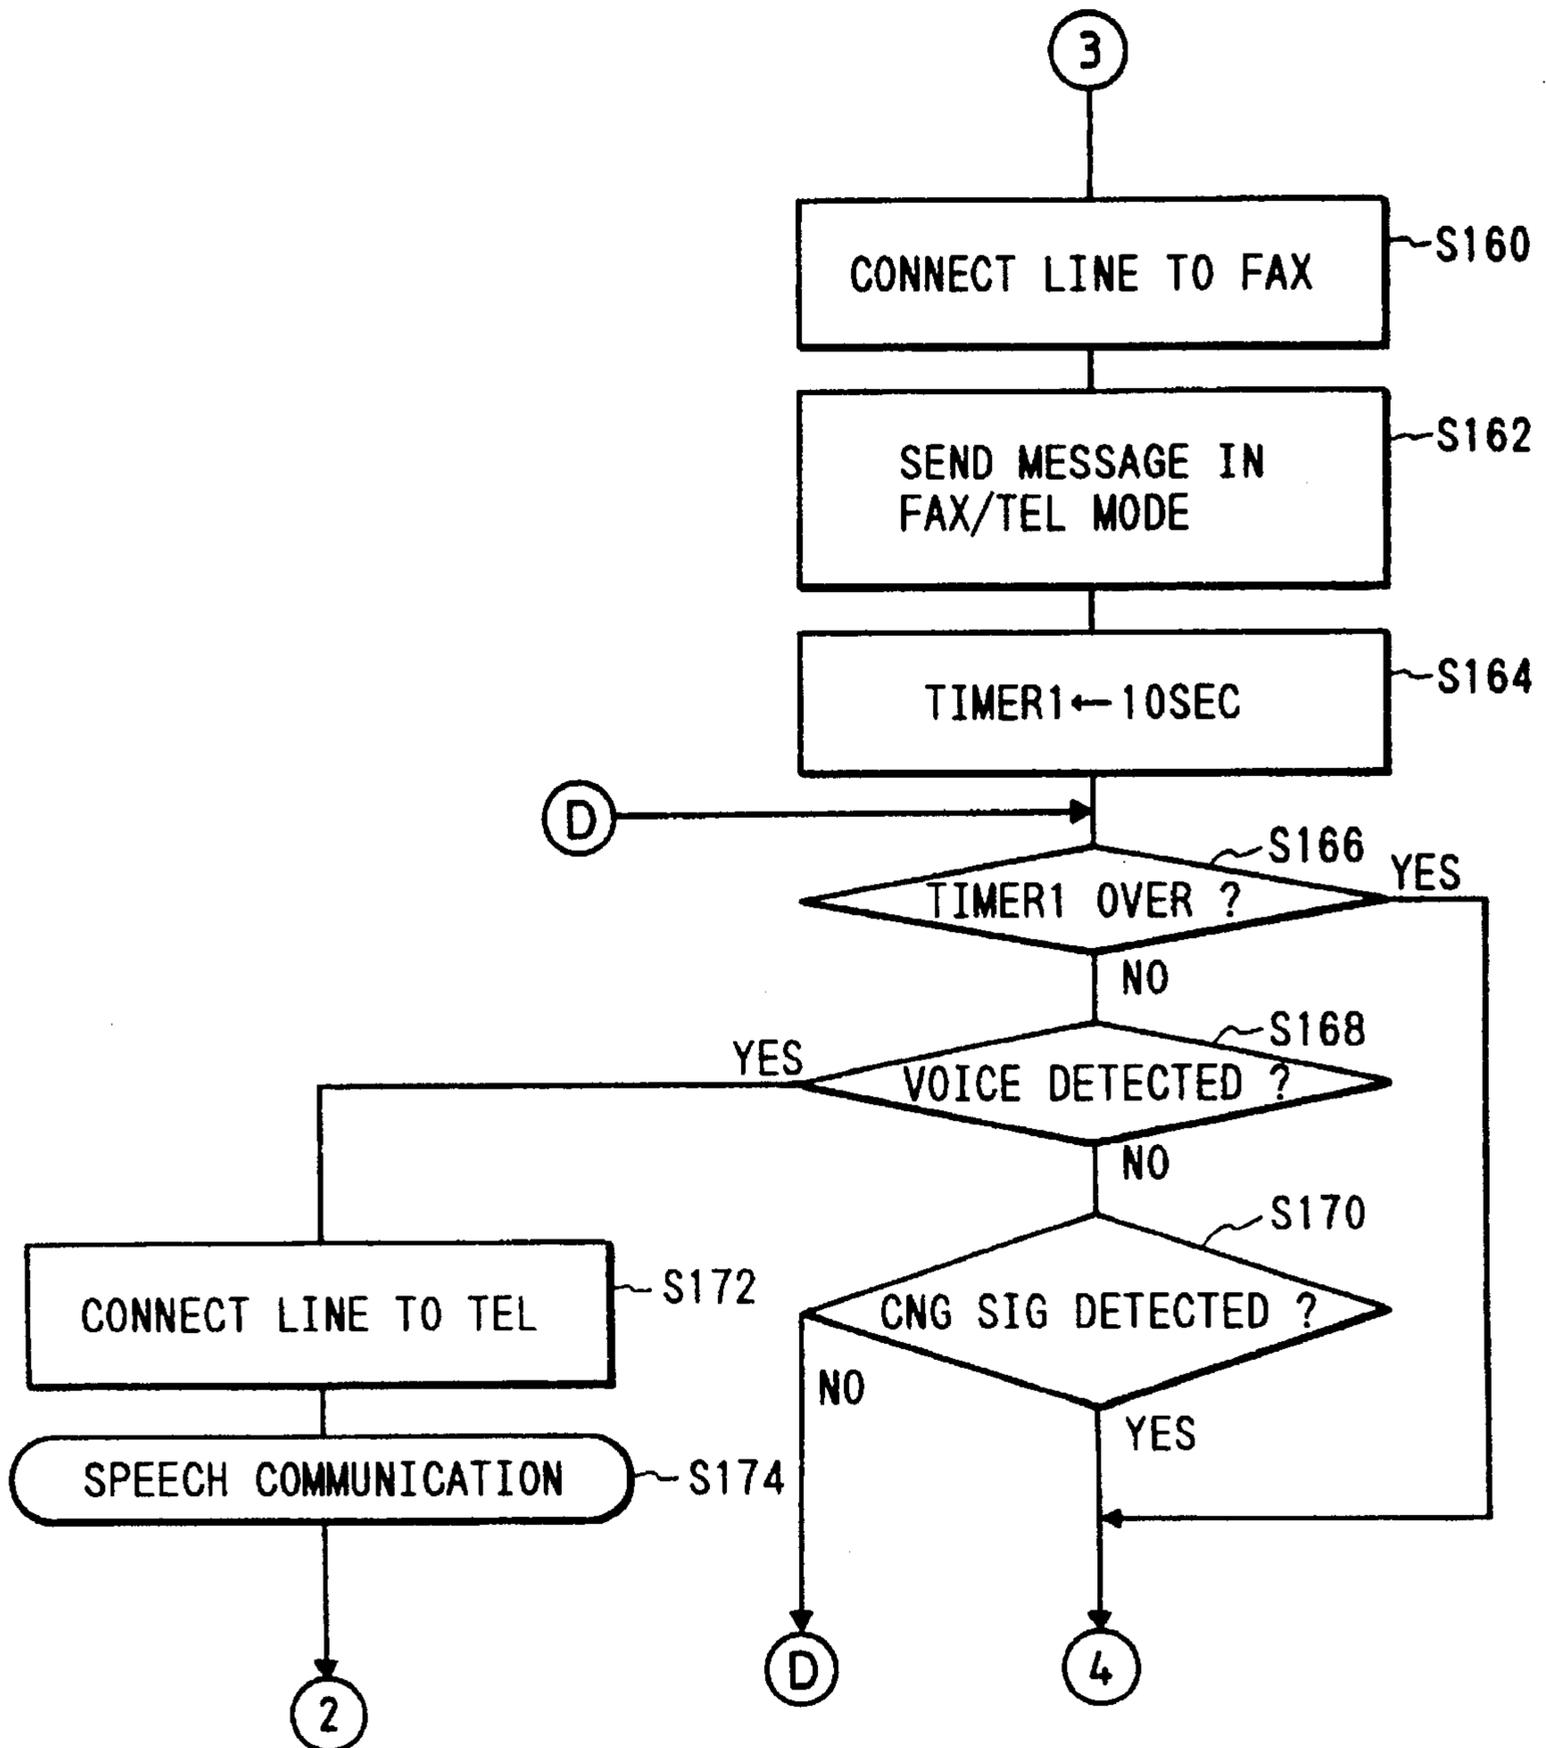 3
CONNECT LINE TO FAX
S160
SEND MESSAGE IN
FAX/TEL MODE
S162
TIMER1←10SEC
S164
D
S166
TIMER1 OVER ?
YES
NO
S168
YES
VOICE DETECTED ?
NO
S170
CNG SIG DETECTED ?
NO
YES
CONNECT LINE TO TEL
S172
SPEECH COMMUNICATION
S174
2
D
4